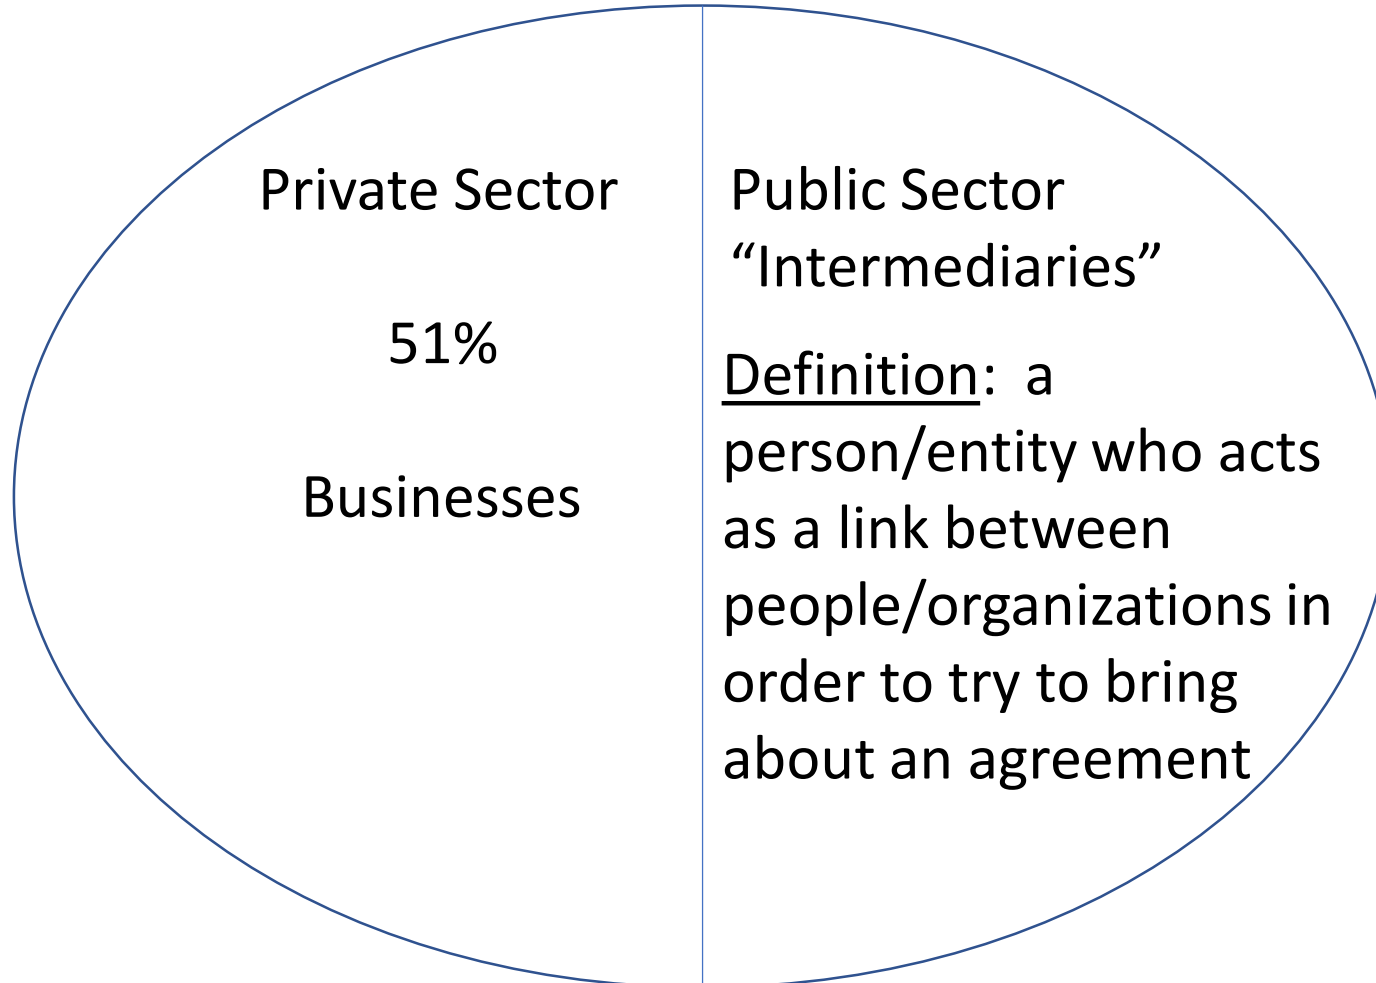 Private Sector
51%
Businesses
Public Sector
“Intermediaries”
Definition:  a
person/entity who acts
as a link between
people/organizations in
order to try to bring
about an agreement